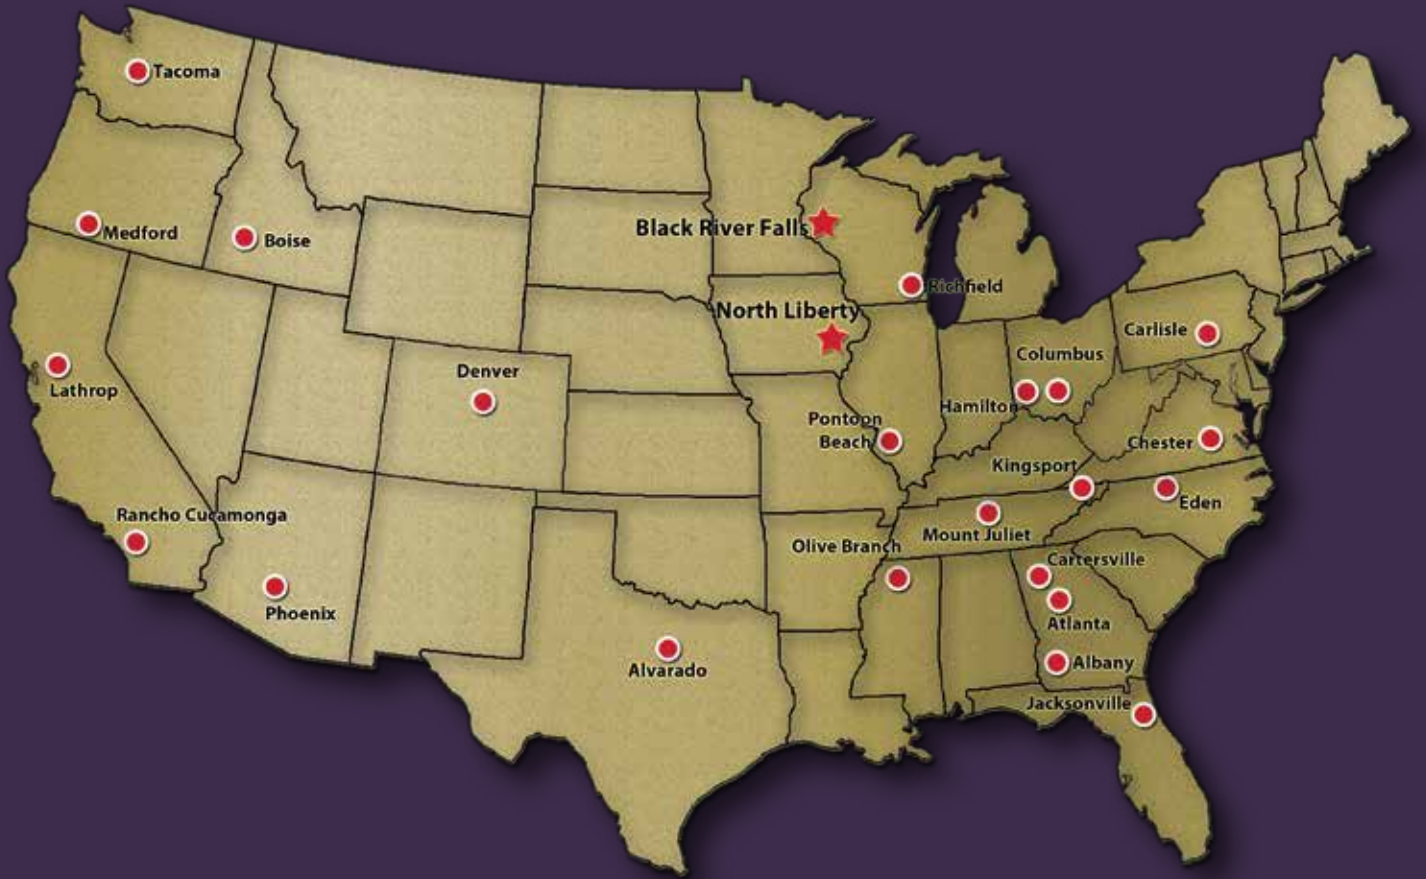 Tacoma
Medford
Boise
Black River Falls
Richfield
North Liberty
Carlisle
Columbus
Denver
Lathrop
Hamilton
Pontoon
Beach
Chester
Kingsport
Eden
Rancho Cucamonga
Mount Juliet
Olive Branch
Cartersville
Phoenix
Atlanta
Alvarado
Albany
Jacksonville